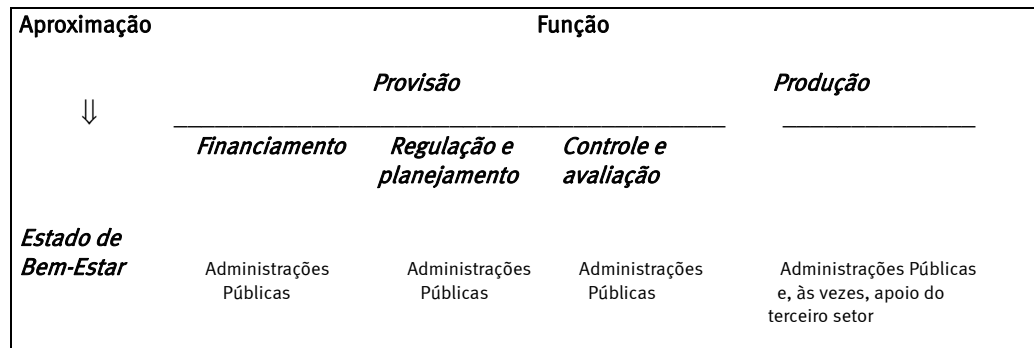 Aproximação Função
Provisão Produção
⇓
Financiamento Regulação e Controle e
planejamento avaliação
Estado de
Bem-Estar Administrações Administrações Administrações Administrações Públicas
Públicas Públicas Públicas e, às vezes, apoio do
terceiro setor